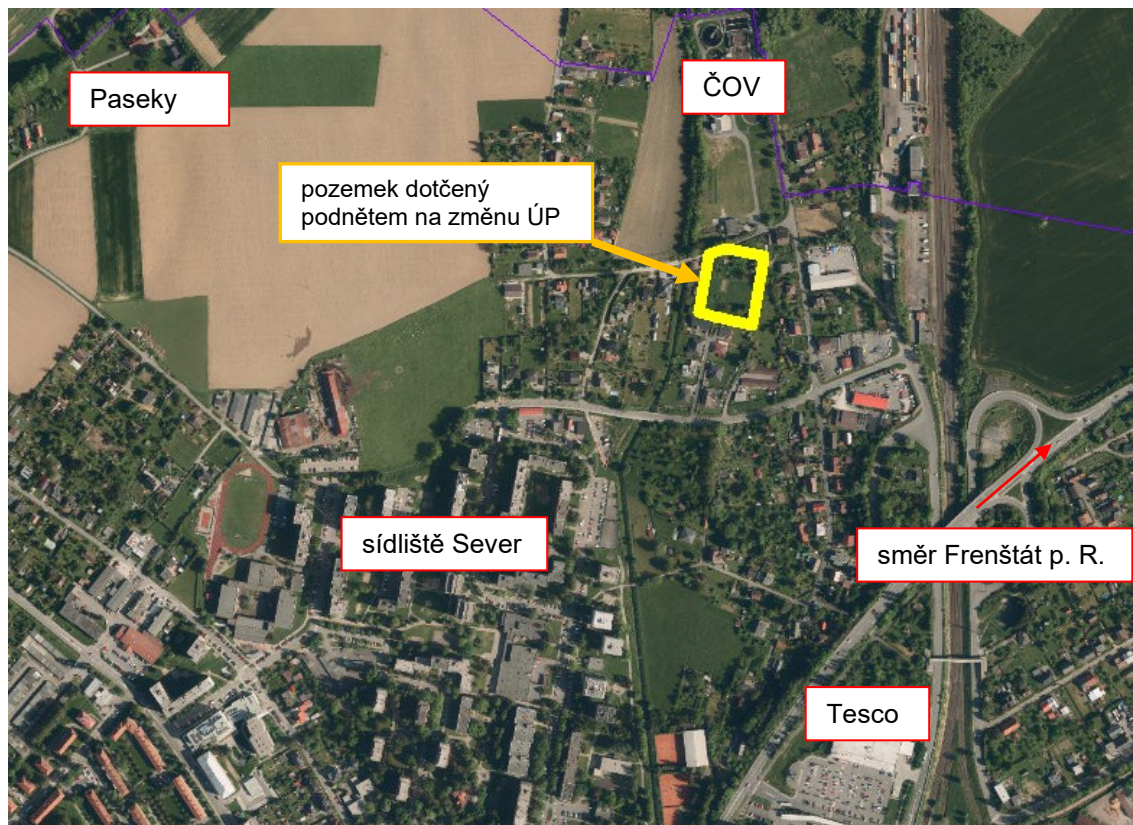 Paseky
ČOV
pozemek dotčený
podnětem na změnu ÚP
sídliště Sever
směr Frenštát p. R.
Tesco